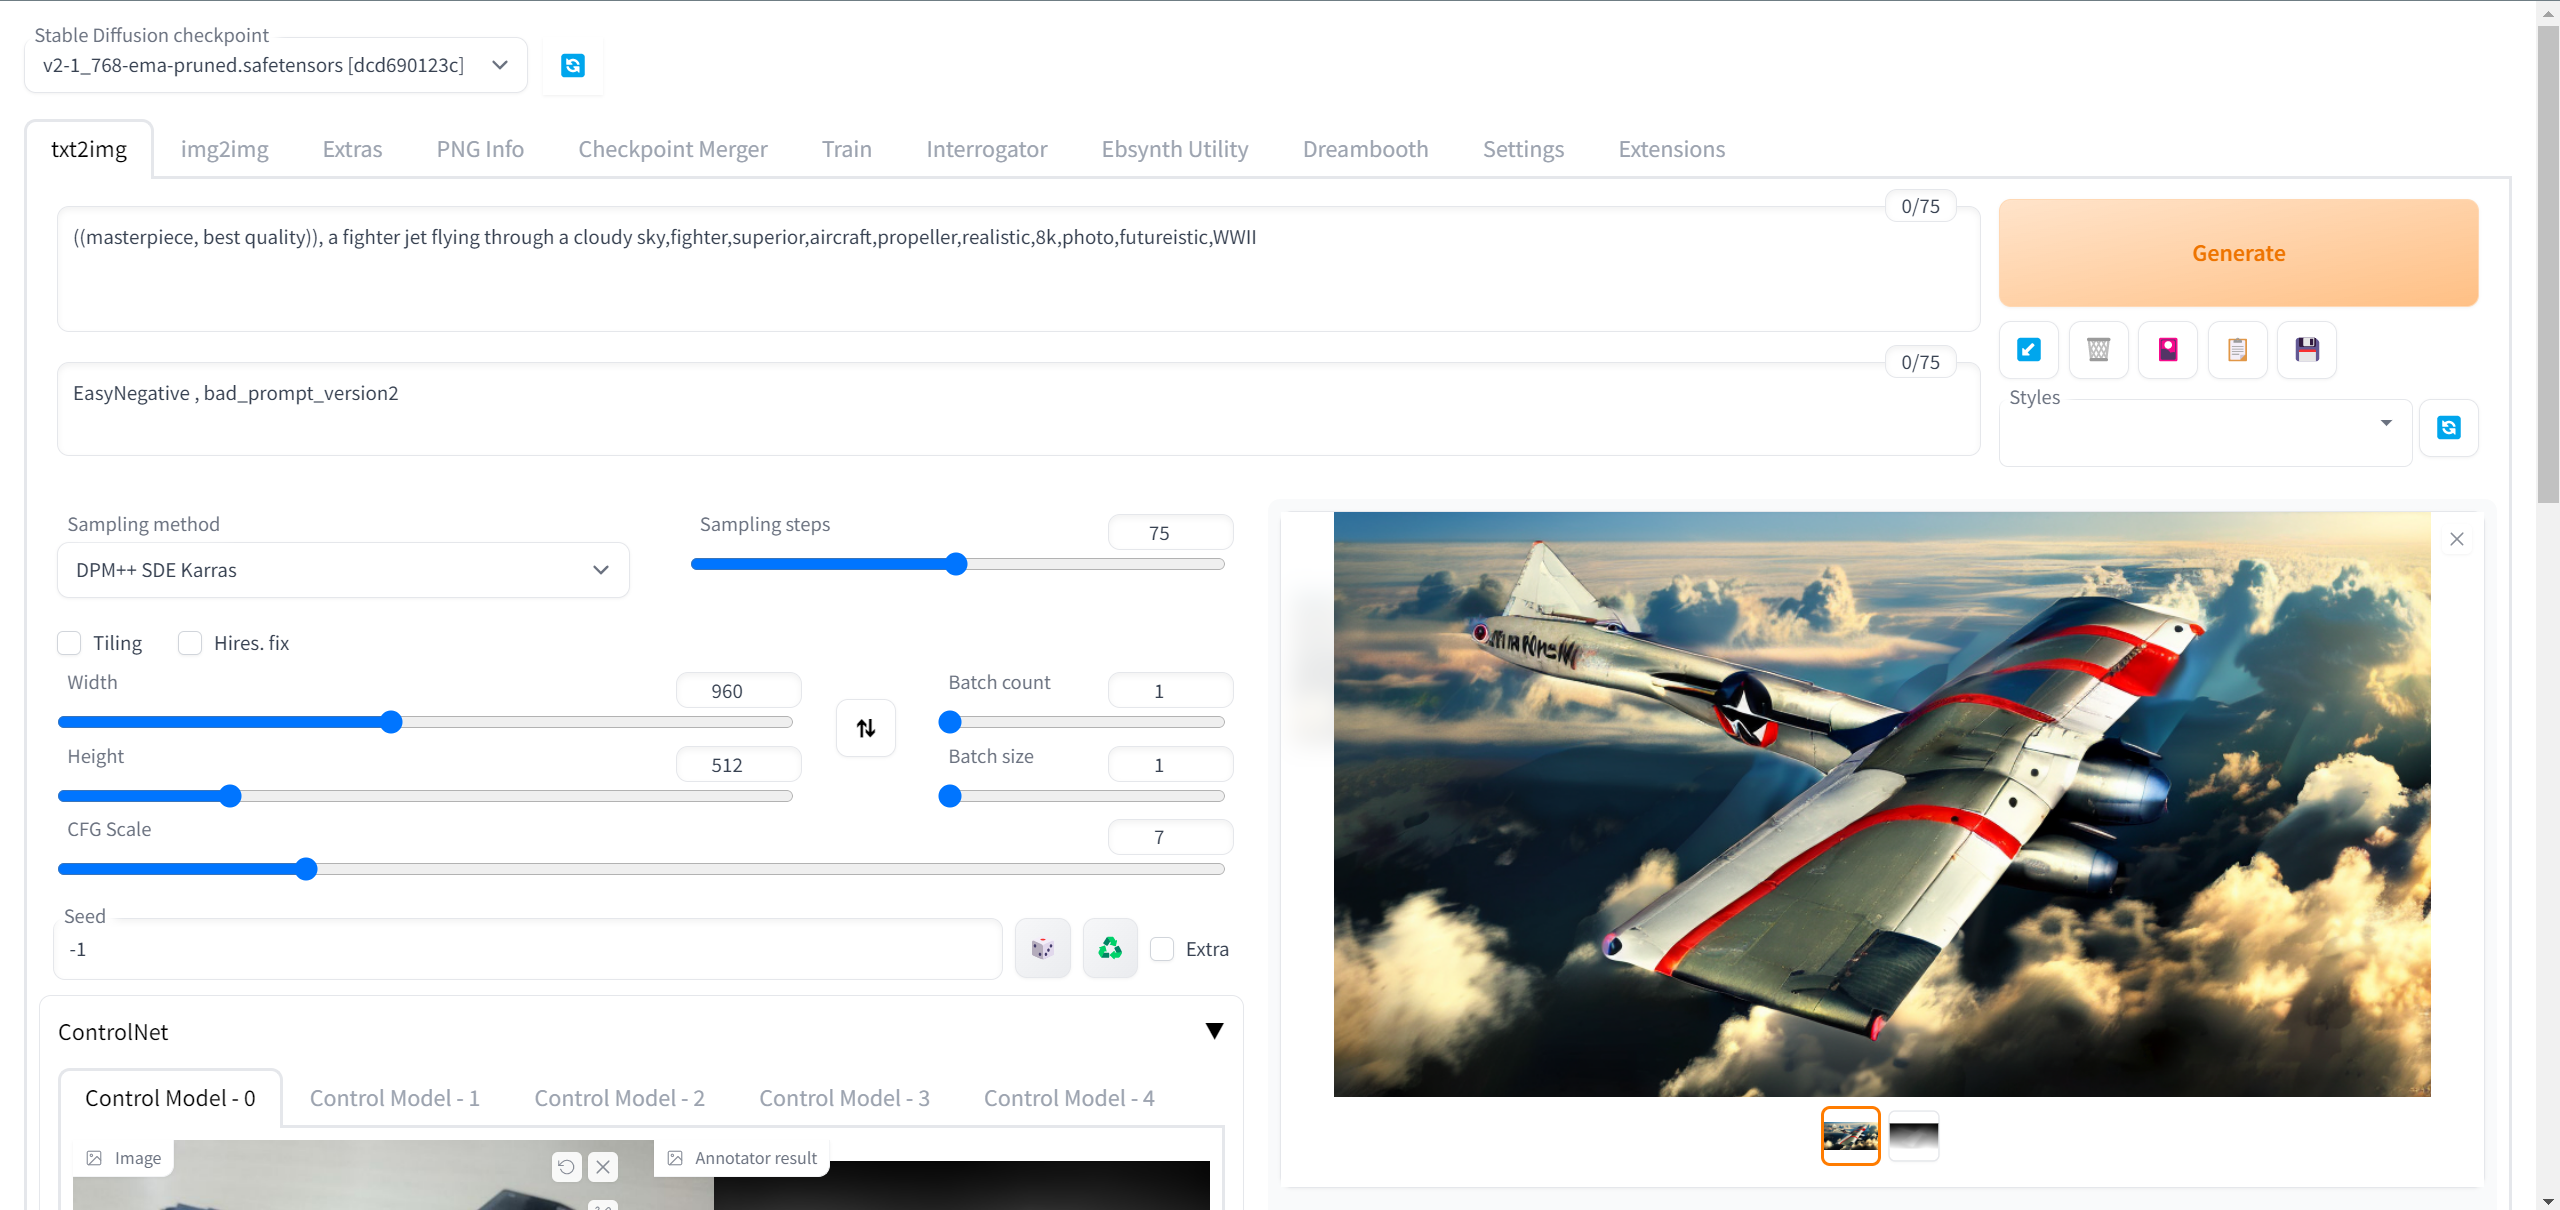 Stable Diffusion checkpoint
v2-1_768-ema-pruned.safetensors [dcd690123c]
txt2img img2img Extras PNG Info Checkpoint Merger Train Interrogator Ebsynth Utility Dreambooth Settings Extensions
0/75
((masterpiece, best quality)), a fighter jet flying through a cloudy sky,fighter,superior,aircraft,propeller,realistic,8k,photo,futureistic,WWII
Generate
0/75
EasyNegative , bad_prompt_version2
Styles
Sampling method
DPM++ SDE Karras
Sampling steps 75
Tiling Hires. fix
Width 960
Batch count 1
Height 512
Batch size 1
CFG Scale 7
Seed
-1
Extra
ControlNet
Control Model - 0 Control Model - 1 Control Model - 2 Control Model - 3 Control Model - 4
Image
Annotator result